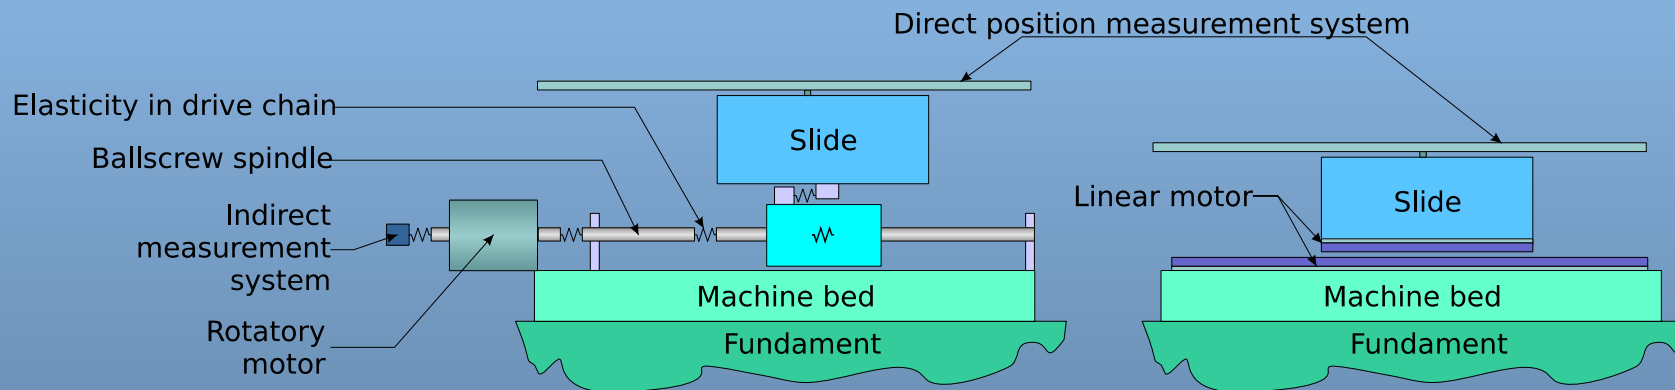 Direct position measurement system
Elasticity in drive chain
Ballscrew spindle
Indirect
measurement
system
Rotatory
motor
Slide
Machine bed
Fundament
Linear motor
Slide
Machine bed
Fundament